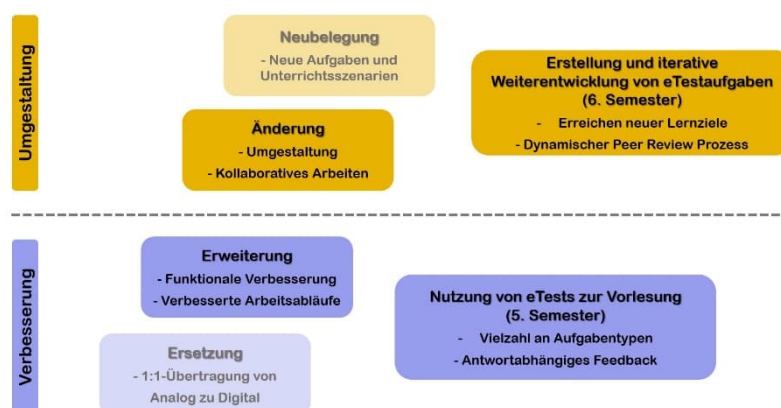 Umgestaltung
Neubelegung
- Neue Aufgaben und
Unterrichtsszenarien
Änderung
- Umgestaltung
- Kollaboratives Arbeiten
Erstellung und iterative
Weiterentwicklung von eTestaufgaben
(6. Semester)
- Erreichen neuer Lernziele
- Dynamischer Peer Review Prozess
Verbesserung
Erweiterung
- Funktionale Verbesserung
- Verbesserte Arbeitsabläufe
Ersetzung
- 1:1-Übertragung von
Analog zu Digital
Nutzung von eTests zur Vorlesung
(5. Semester)
- Vielzahl an Aufgabentypen
- Antwortabhängiges Feedback